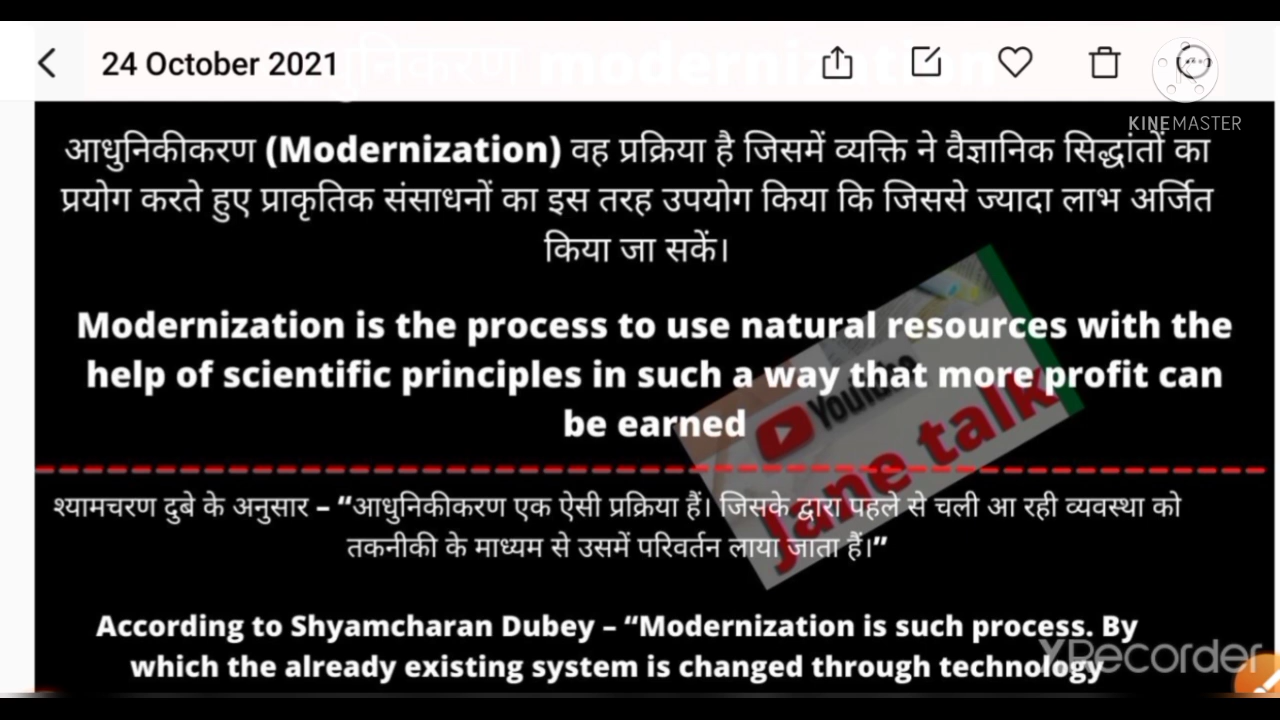 24 October 2021
modernization
KINEMASTER
आधुनिकीकरण (Modernization) वह प्रक्रिया है जिसमें व्यक्ति ने वैज्ञानिक सिद्धांतों का
प्रयोग करते हुए प्राकृतिक संसाधनों का इस तरह उपयोग किया कि जिससे ज्यादा लाभ अर्जित
किया जा सकें।
Modernization is the process to use natural resources with the
help of scientific principles in such a way that more profit can
be earned
YouTube
Jane talk
श्यामचरण दुबे के अनुसार – “आधुनिकीकरण एक ऐसी प्रक्रिया हैं। जिसके द्वारा पहले से चली आ रही व्यवस्था को
तकनीकी के माध्यम से उसमें परिवर्तन लाया जाता हैं।”
According to Shyamcharan Dubey – “Modernization is such process. By
which the already existing system is changed through technology
XRecorder